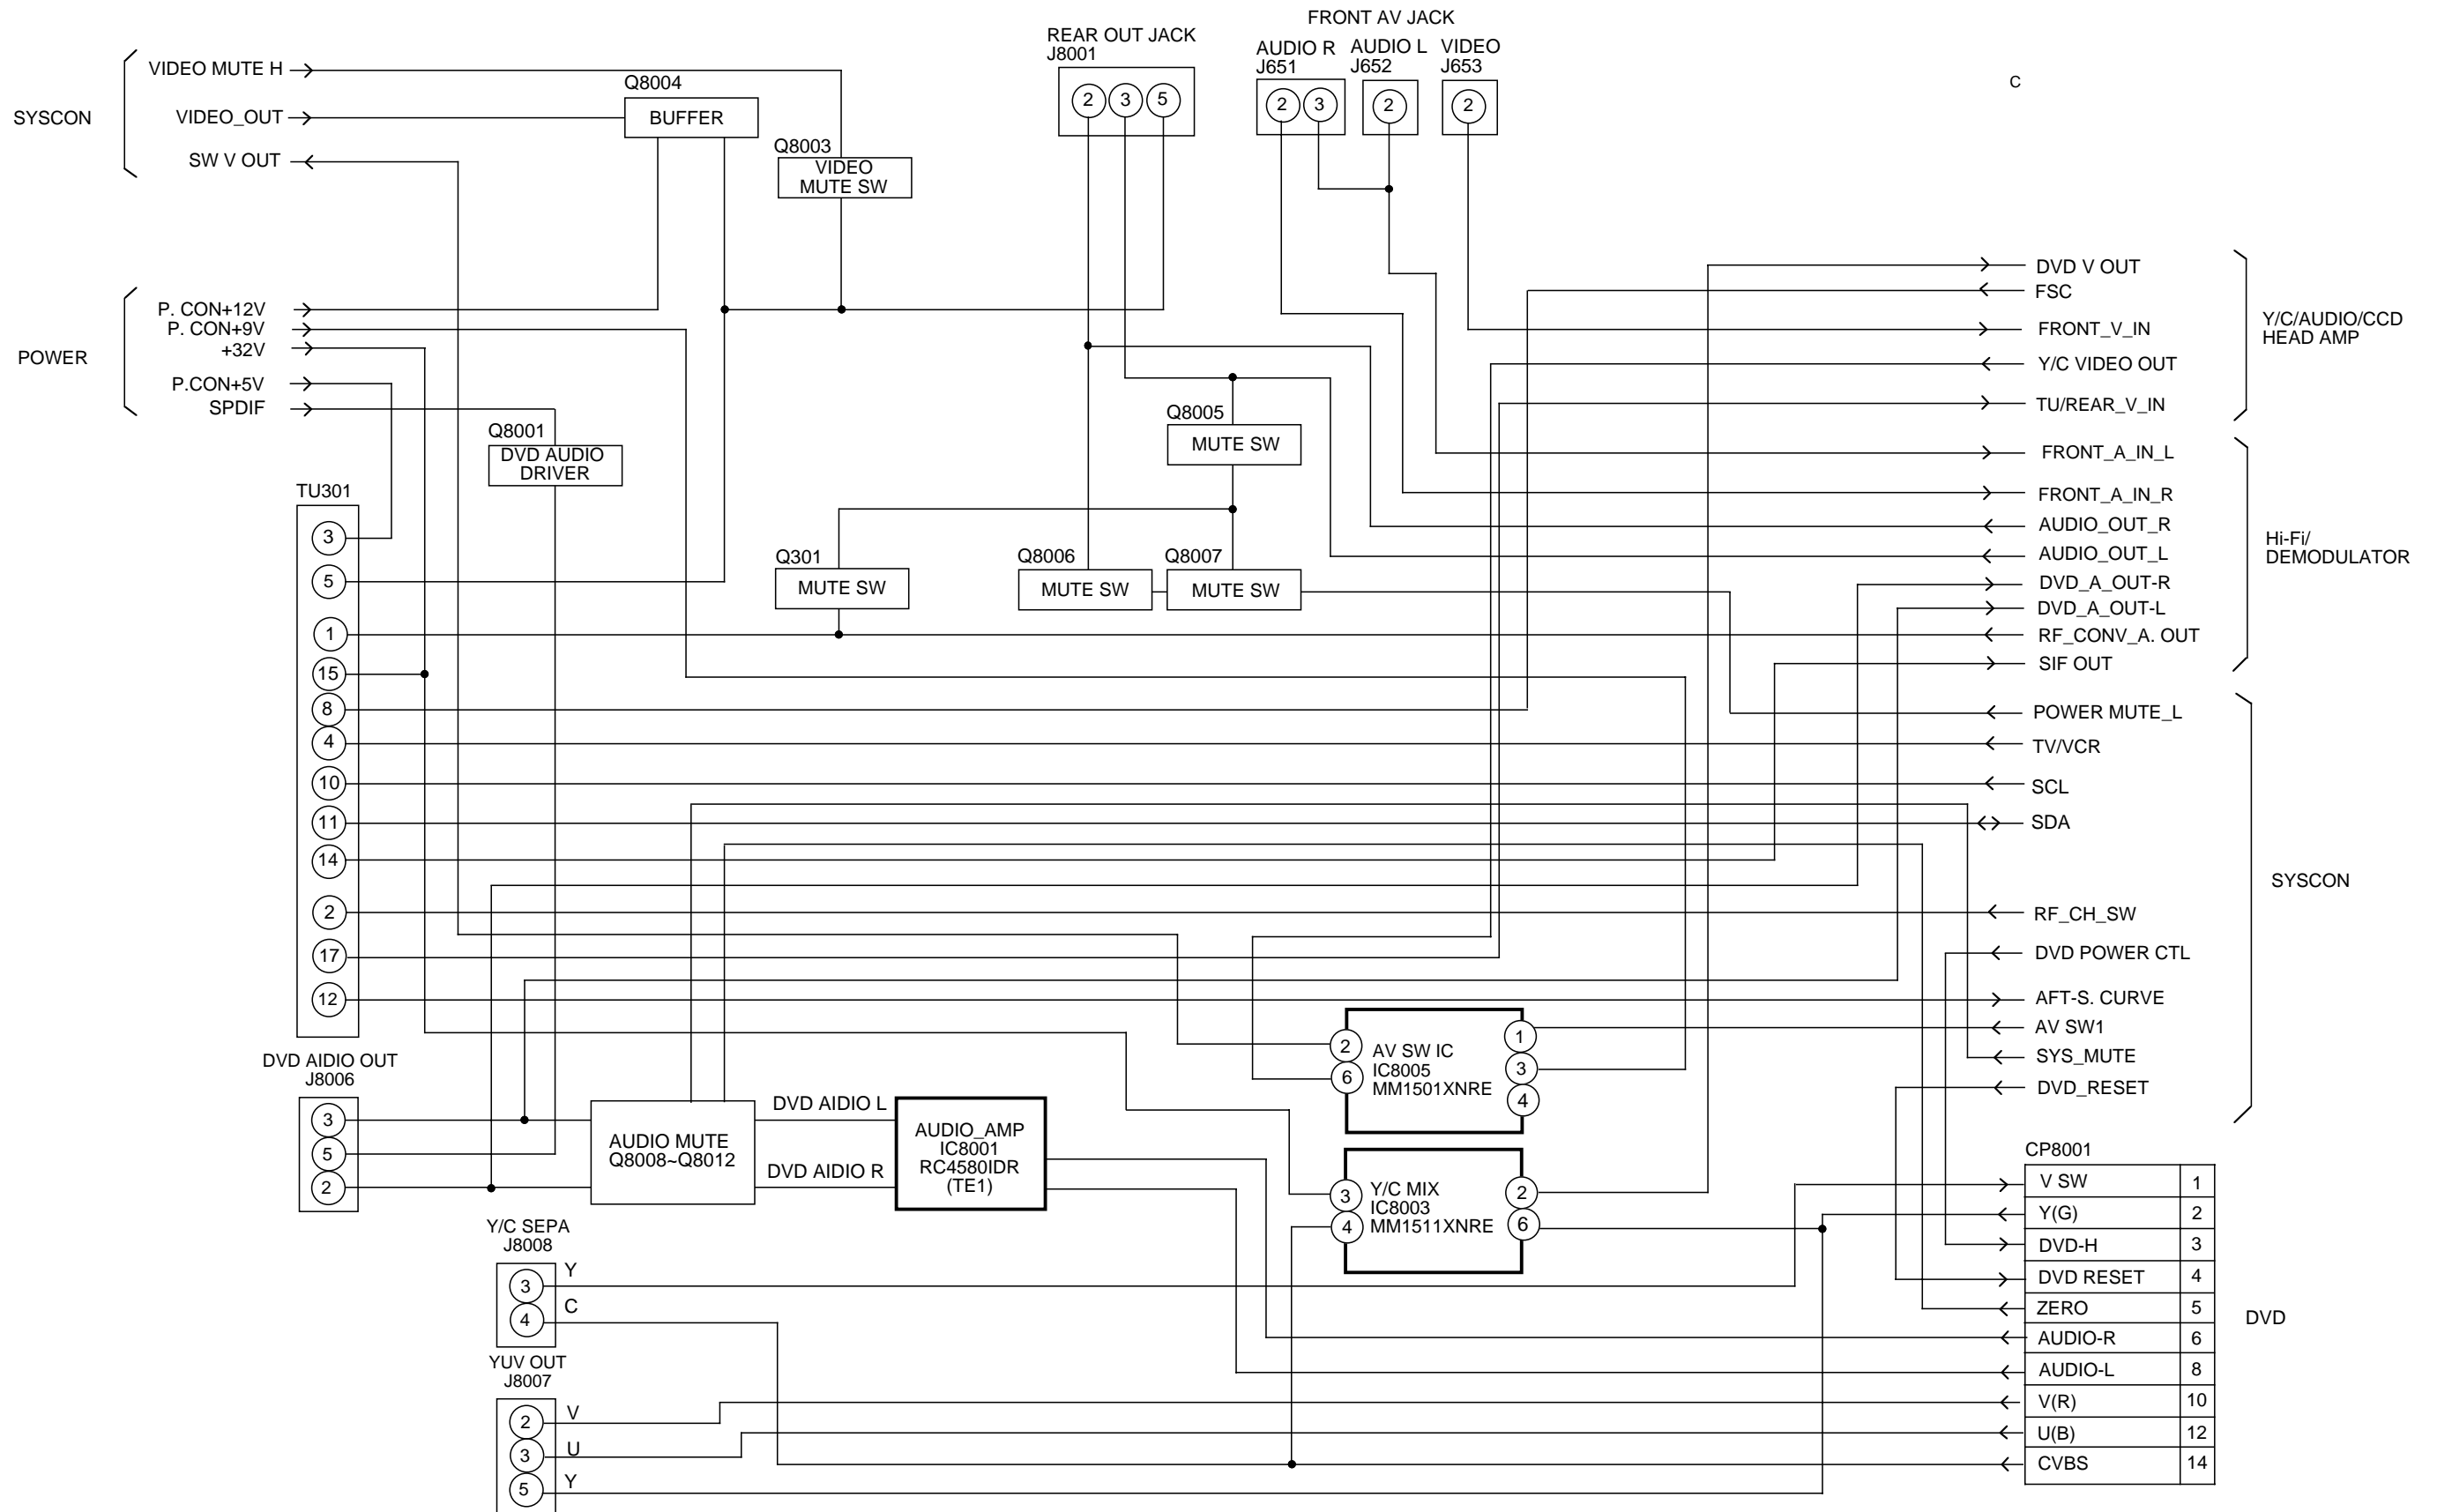 SYSCON
VIDEO MUTE H
VIDEO_OUT
SW V OUT
Q8004
BUFFER
Q8003
VIDEO
MUTE SW
REAR OUT JACK
J8001
2 3 5
FRONT AV JACK
AUDIO R
J651
2 3
AUDIO L
J652
2
VIDEO
J653
2
C
POWER
P. CON+12V
P. CON+9V
+32V
P.CON+5V
SPDIF
Q8001
DVD AUDIO
DRIVER
Q8005
MUTE SW
Q301
MUTE SW
Q8006
MUTE SW
Q8007
MUTE SW
TU301
3
5
1
15
8
4
10
11
14
2
17
12
DVD V OUT
FSC
FRONT_V_IN
Y/C VIDEO OUT
TU/REAR_V_IN
Y/C/AUDIO/CCD
HEAD AMP
FRONT_A_IN_L
FRONT_A_IN_R
AUDIO_OUT_R
AUDIO_OUT_L
DVD_A_OUT-R
DVD_A_OUT-L
RF_CONV_A. OUT
SIF OUT
Hi-Fi/
DEMODULATOR
POWER MUTE_L
TV/VCR
SCL
SDA
RF_CH_SW
DVD POWER CTL
AFT-S. CURVE
AV SW1
SYS_MUTE
DVD_RESET
SYSCON
DVD AIDIO OUT
J8006
3
5
2
AUDIO MUTE
Q8008~Q8012
DVD AIDIO L
DVD AIDIO R
AUDIO_AMP
IC8001
RC4580IDR
(TE1)
2
6
AV SW IC
IC8005
MM1501XNRE
1
3
4
3
4
Y/C MIX
IC8003
MM1511XNRE
2
6
Y/C SEPA
J8008
3 Y
4 C
YUV OUT
J8007
2 V
3 U
5 Y
CP8001
V SW 1
Y(G) 2
DVD-H 3
DVD RESET 4
ZERO 5
AUDIO-R 6
AUDIO-L 8
V(R) 10
U(B) 12
CVBS 14
DVD